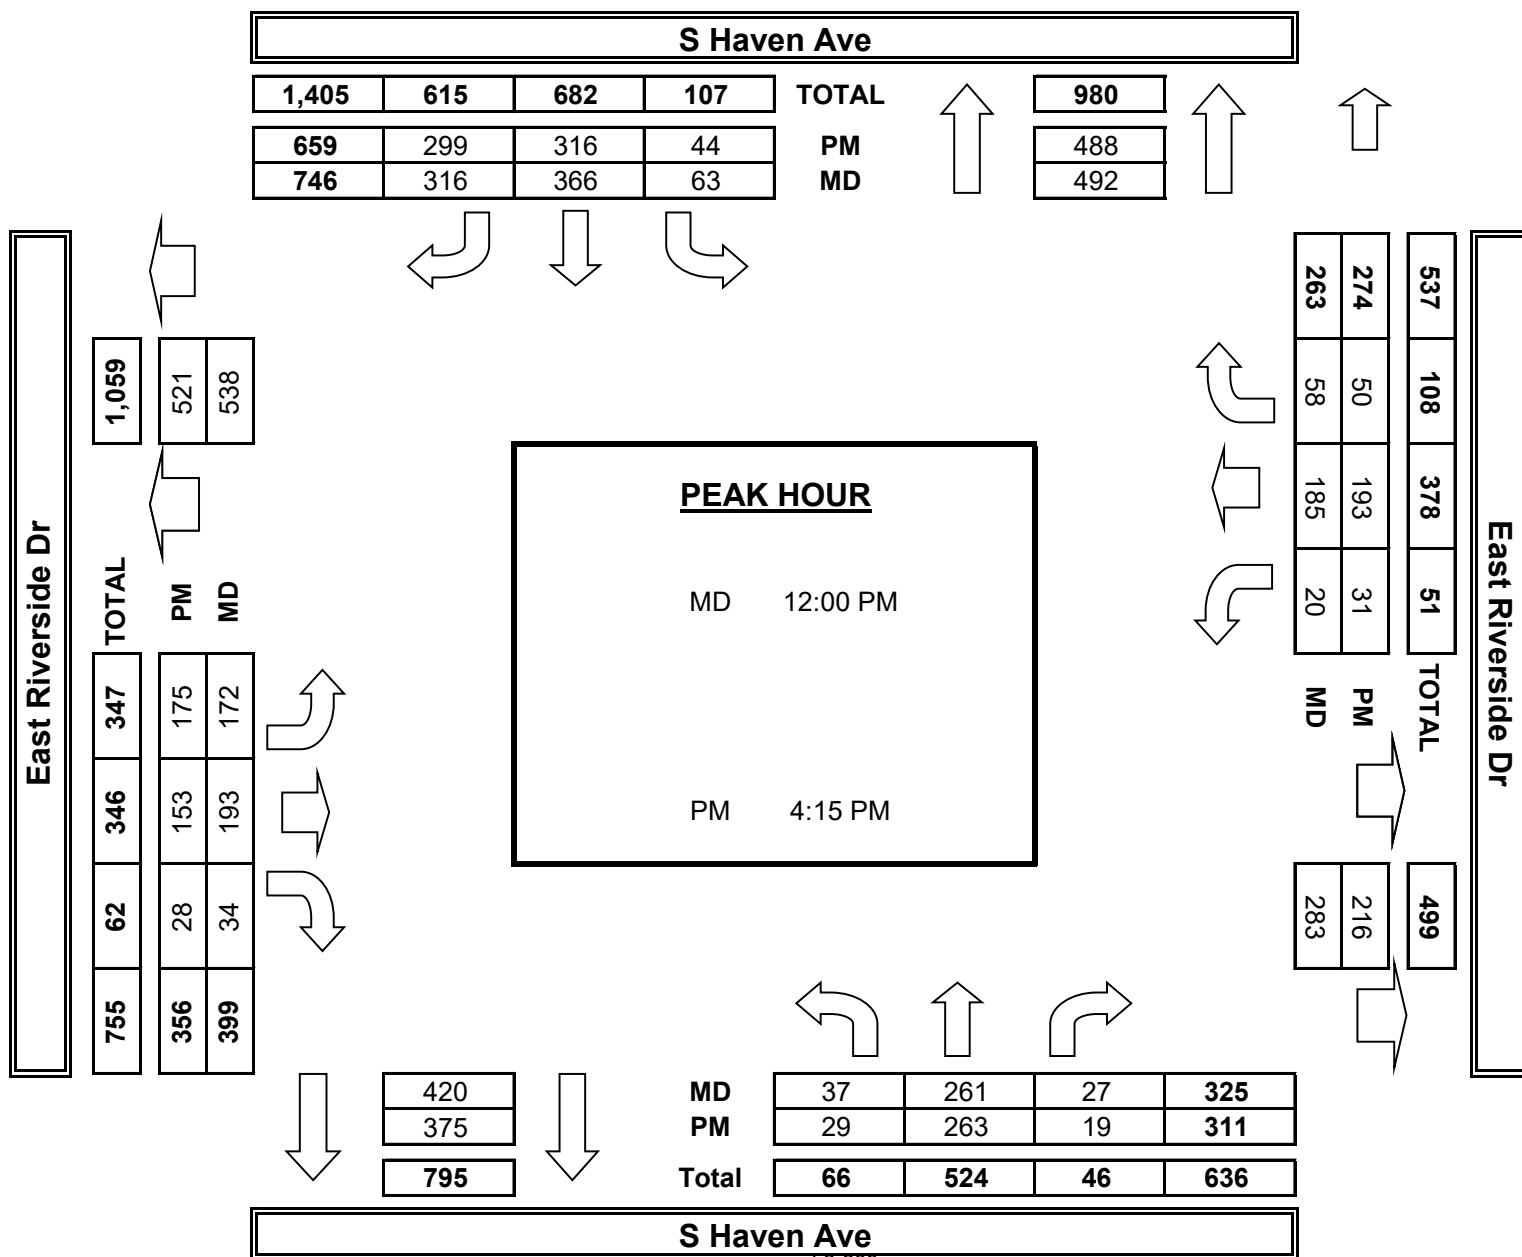 S Haven Ave
1,405 615 682 107 TOTAL 980
659 299 316 44 PM 488
746 316 366 63 MD 492
East Riverside Dr
1,059 521 538
TOTAL PM MD
347 175 172
346 153 193
62 28 34
755 356 399
PEAK HOUR
MD 12:00 PM
PM 4:15 PM
263 274 537
58 50 108
185 193 378
20 31 51
MD PM TOTAL
283 216 499
East Riverside Dr
420 MD 37 261 27 325
375 PM 29 263 19 311
795 Total 66 524 46 636
S Haven Ave